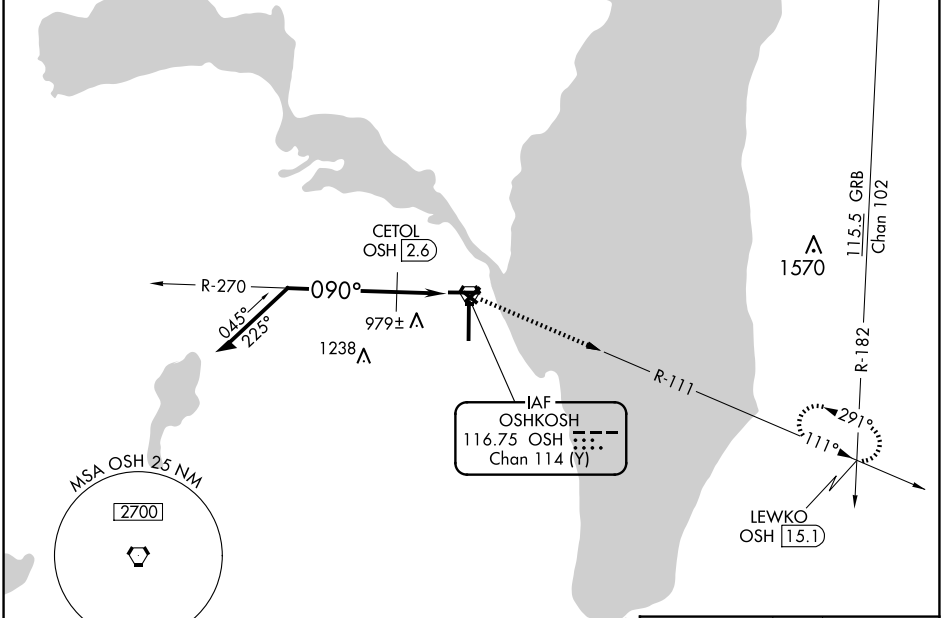 115.5 GRB
Chan 102
1570
CETOL
OSH 2.6
R-270
090°
045°
225°
979±
1238
R-182
R-111
IAF
OSHKOSH
116.75 OSH
Chan 114 (Y)
291°
111°
MSA OSH 25 NM
2700
LEWKO
OSH 15.1